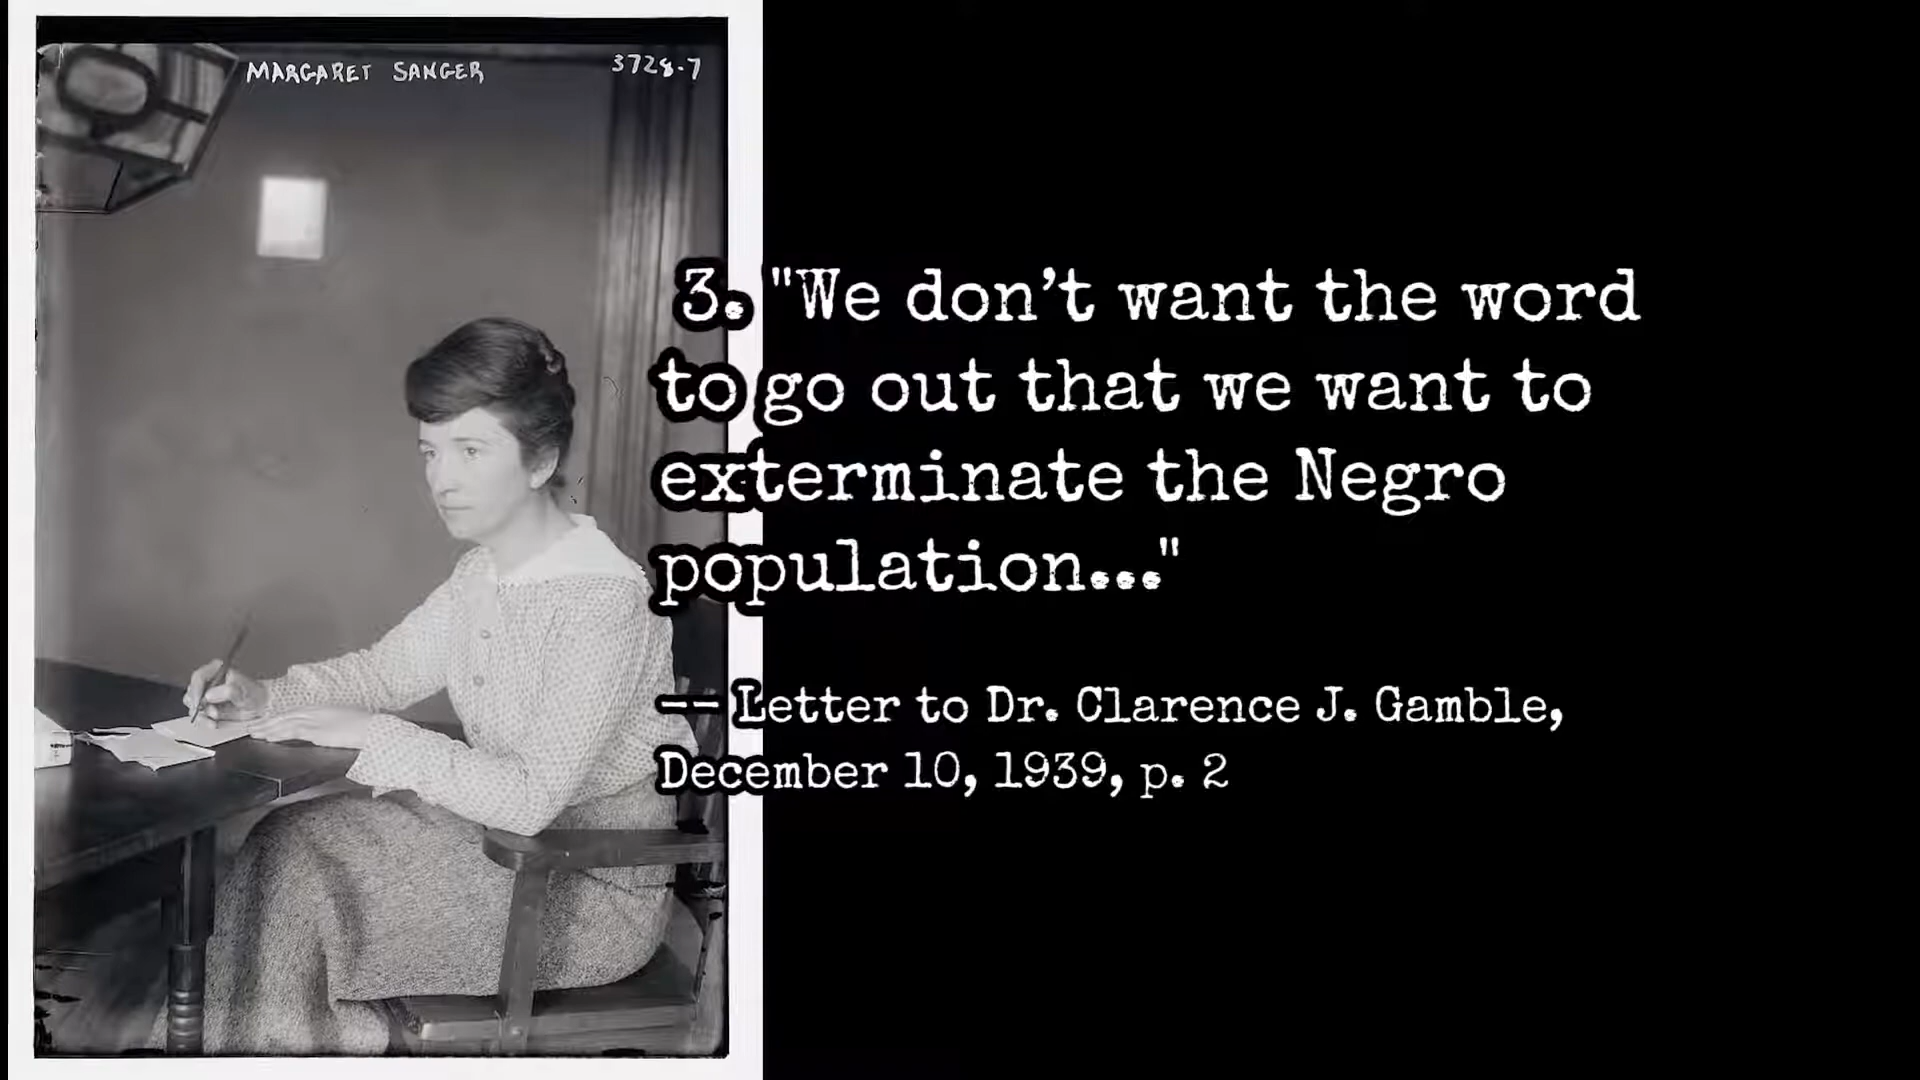 MARGARET SANGER 3728-7
3. "We don’t want the word
to go out that we want to
exterminate the Negro
population..."
-- Letter to Dr. Clarence J. Gamble,
December 10, 1939, p. 2